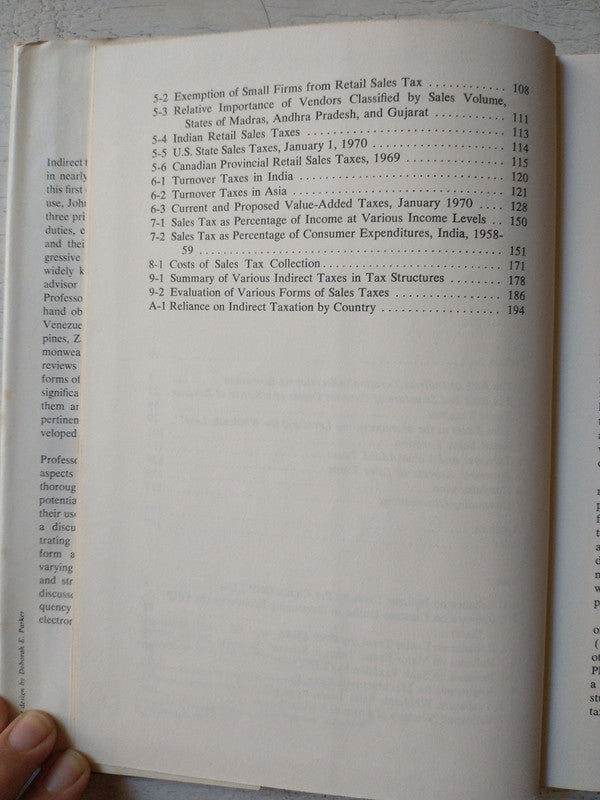 5-2 Exemption of Small Firms from Retail Sales Tax ............ 108
5-3 Relative Importance of Vendors Classified by Sales Volume,
States of Madras, Andhra Pradesh, and Gujarat ........... 111
5-4 Indian Retail Sales Taxes ............................ 113
5-5 U.S. State Sales Taxes, January 1, 1970 .................. 114
5-6 Canadian Provincial Retail Sales Taxes, 1969 .............. 115
6-1 Turnover Taxes in India .............................. 120
6-2 Turnover Taxes in Asia ............................... 121
6-3 Current and Proposed Value-Added Taxes, January 1970 .... 128
7-1 Sales Tax as Percentage of Income at Various Income Levels .. 150
7-2 Sales Tax as Percentage of Consumer Expenditures, India, 1958-
59 ............................................. 151
8-1 Costs of Sales Tax Collection ........................... 171
9-1 Summary of Various Indirect Taxes in Tax Structures ........ 178
9-2 Evaluation of Various Forms of Sales Taxes ............... 186
A-1 Reliance on Indirect Taxation by Country ................. 194
Indirect
in nearly
this first
use, John
three pri
duties, e
and thei
gressive
widely k
advisor
Professo
hand ob
Venezue
pines, Z
monwea
reviews
forms of
significa
them ar
pertinen
veloped
Professo
aspects
thoroug
potentia
their use
a discu
trating
form a
varying
and str
discusse
quency
electron
design by Deborah E. Parker